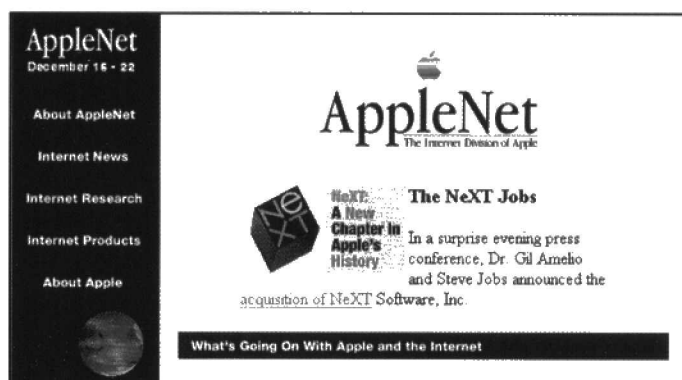 AppleNet
December 16 - 22
About AppleNet
Internet News
Internet Research
Internet Products
About Apple
AppleNet
The Internet Division of Apple
NeXT
NeXT:
A New
Chapter in
Apple's
History
The NeXT Jobs
In a surprise evening press
conference, Dr. Gil Amelio
and Steve Jobs announced the
acquisition of NeXT Software, Inc.
What's Going On With Apple and the Internet